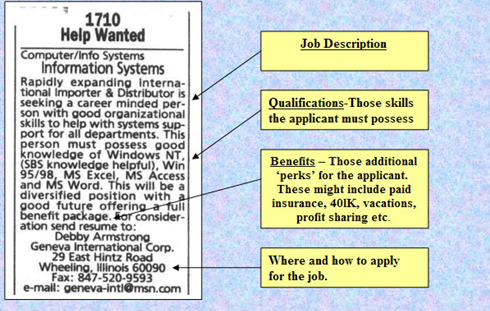 1710
Help Wanted
Computer/Info Systems
Information Systems
Rapidly expanding Interna-
tional Importer & Distributor is
seeking a career minded per-
son with good organizational
skills to help with systems sup-
port for all departments. This
person must possess good
knowledge of Windows NT,
(SBS knowledge helpful), Win
95/98, MS Excel, MS Access
and MS Word. This will be a
diversified position with a
good future offering a full
benefit package. For consider-
ation send resume to:
Debby Armstrong
Geneva International Corp.
29 East Hintz Road
Wheeling, Illinois 60090
Fax: 847-520-9593
e-mail: geneva-intl@msn.com
Job Description
Qualifications-Those skills
the applicant must possess
Benefits – Those additional
‘perks’ for the applicant.
These might include paid
insurance, 40lK, vacations,
profit sharing etc.
Where and how to apply
for the job.